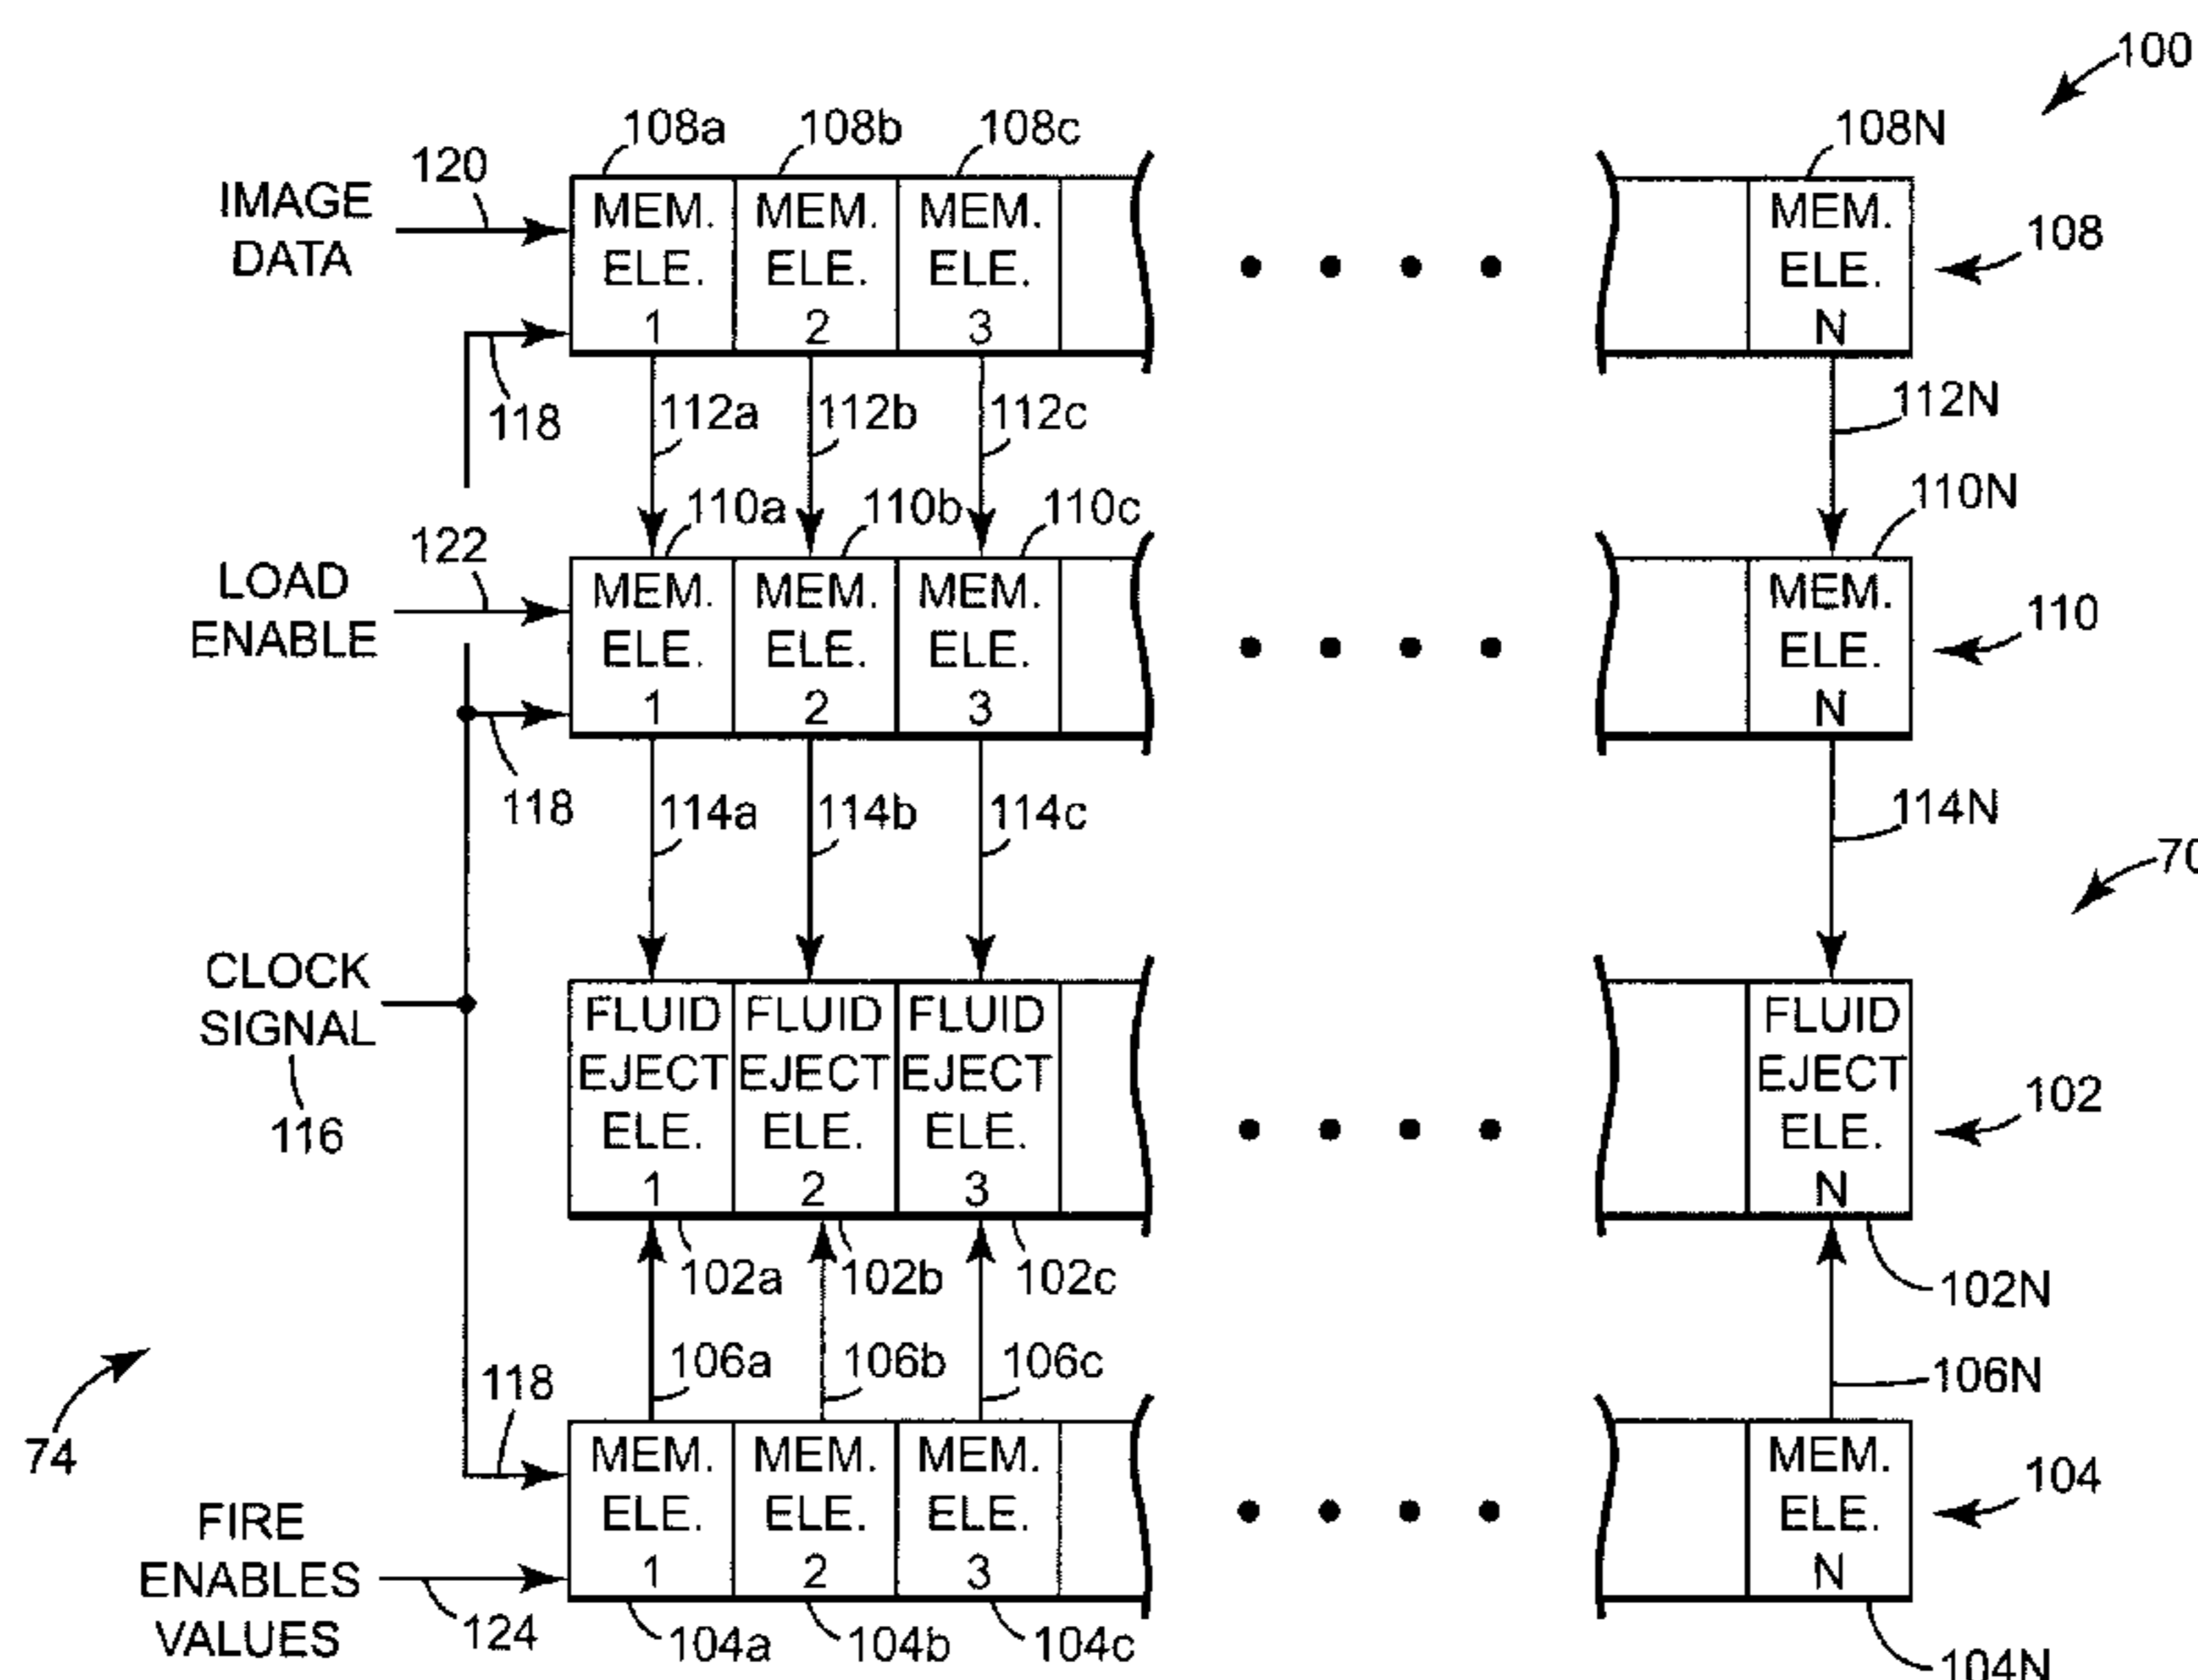 100
108a 108b 108c 108N
120
IMAGE
DATA
MEM. MEM. MEM. MEM.
ELE. ELE. ELE. ELE.
1 2 3 N
108
118
112a 112b 112c 112N
110a 110b 110c 110N
122
LOAD
ENABLE
MEM. MEM. MEM. MEM.
ELE. ELE. ELE. ELE.
1 2 3 N
110
118
114a 114b 114c 114N
70
CLOCK
SIGNAL
116
FLUID FLUID FLUID FLUID
EJECT EJECT EJECT EJECT
ELE. ELE. ELE. ELE.
1 2 3 N
102
102a 102b 102c 102N
106a 106b 106c 106N
118
74
MEM. MEM. MEM. MEM.
ELE. ELE. ELE. ELE.
1 2 3 N
104
FIRE
ENABLES
VALUES
124
104a 104b 104c 104N